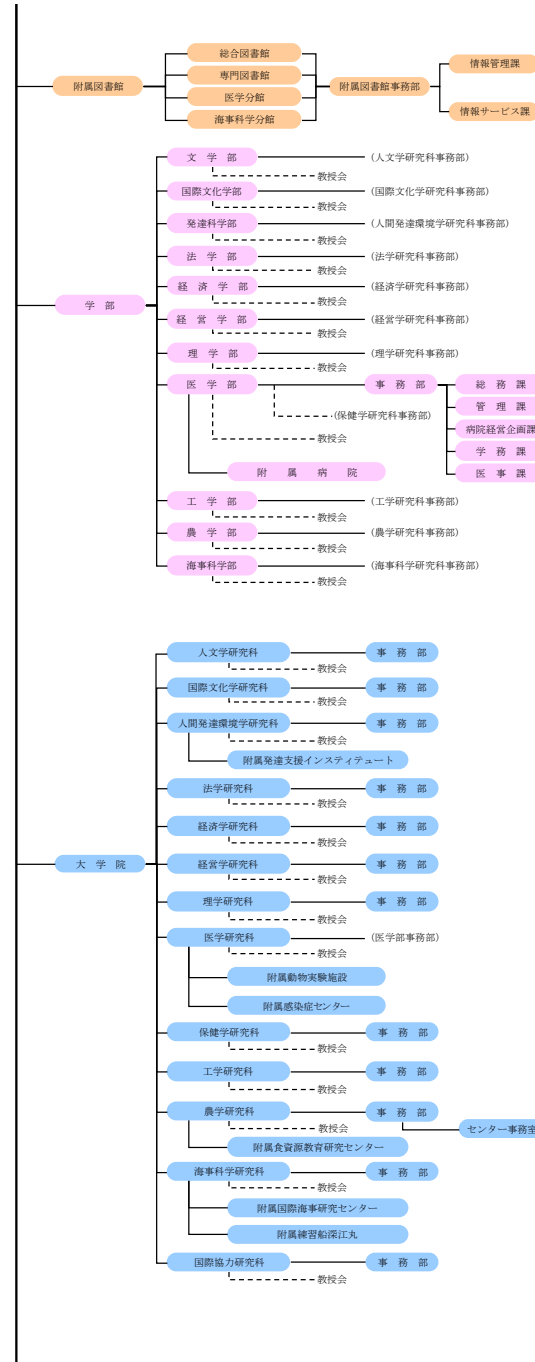 総合図書館
情報管理課
専門図書館
附属図書館
附属図書館事務部
医学分館
情報サービス課
海事科学分館
文学部
(人文学研究科事務部)
教授会
国際文化学部
(国際文化学研究科事務部)
教授会
発達科学部
(人間発達環境学研究科事務部)
教授会
法学部
(法学研究科事務部)
教授会
経済学部
(経済学研究科事務部)
教授会
学部
経営学部
(経営学研究科事務部)
教授会
理学部
(理学研究科事務部)
教授会
医学部
事務部
総務課
管理課
(保健学研究科事務部)
病院経営企画課
教授会
学務課
附属病院
医事課
工学部
(工学研究科事務部)
教授会
農学部
(農学研究科事務部)
教授会
海事科学部
(海事科学研究科事務部)
教授会
人文学研究科
事務部
教授会
国際文化学研究科
事務部
教授会
人間発達環境学研究科
事務部
教授会
附属発達支援インスティテュート
法学研究科
事務部
教授会
経済学研究科
事務部
教授会
大学院
経営学研究科
事務部
教授会
理学研究科
事務部
教授会
医学研究科
(医学部事務部)
教授会
附属動物実験施設
附属感染症センター
保健学研究科
事務部
教授会
工学研究科
事務部
教授会
農学研究科
事務部
教授会
センター事務室
附属食資源教育研究センター
海事科学研究科
事務部
教授会
附属国際海事研究センター
附属練習船深江丸
国際協力研究科
事務部
教授会